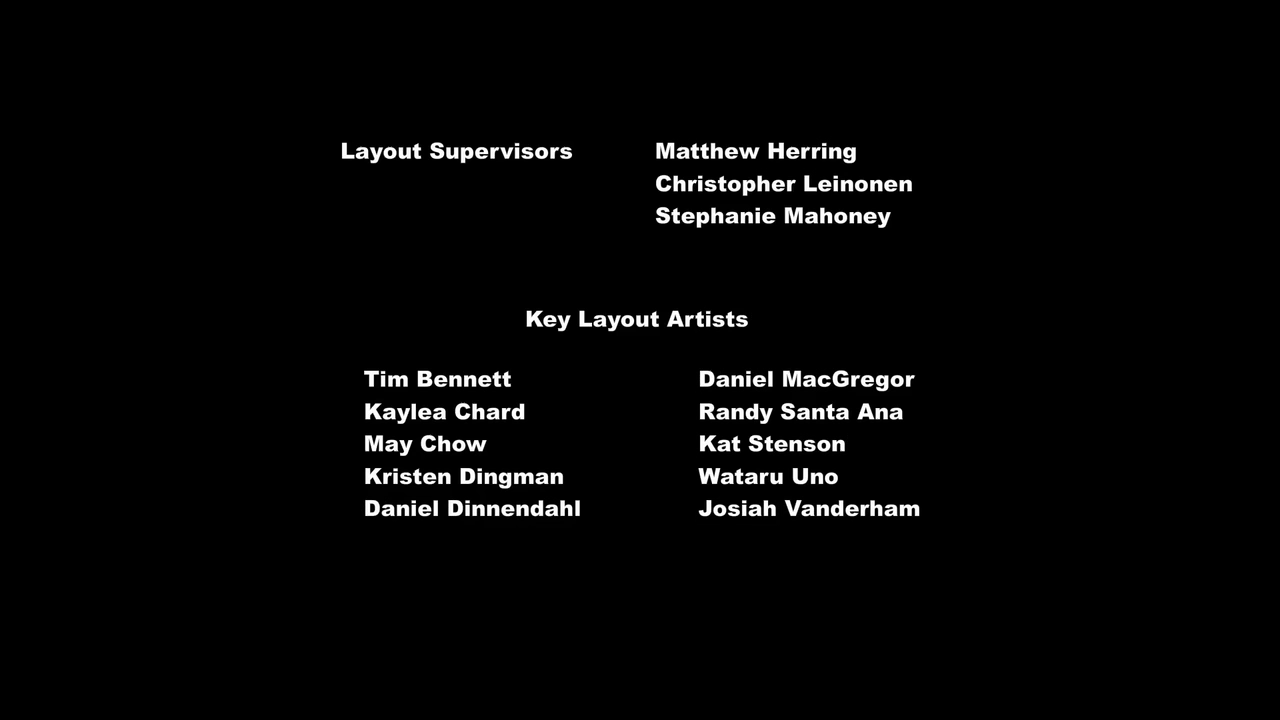 Layout Supervisors Matthew Herring
Christopher Leinonen
Stephanie Mahoney
Key Layout Artists
Tim Bennett Daniel MacGregor
Kaylea Chard Randy Santa Ana
May Chow Kat Stenson
Kristen Dingman Wataru Uno
Daniel Dinnendahl Josiah Vanderham